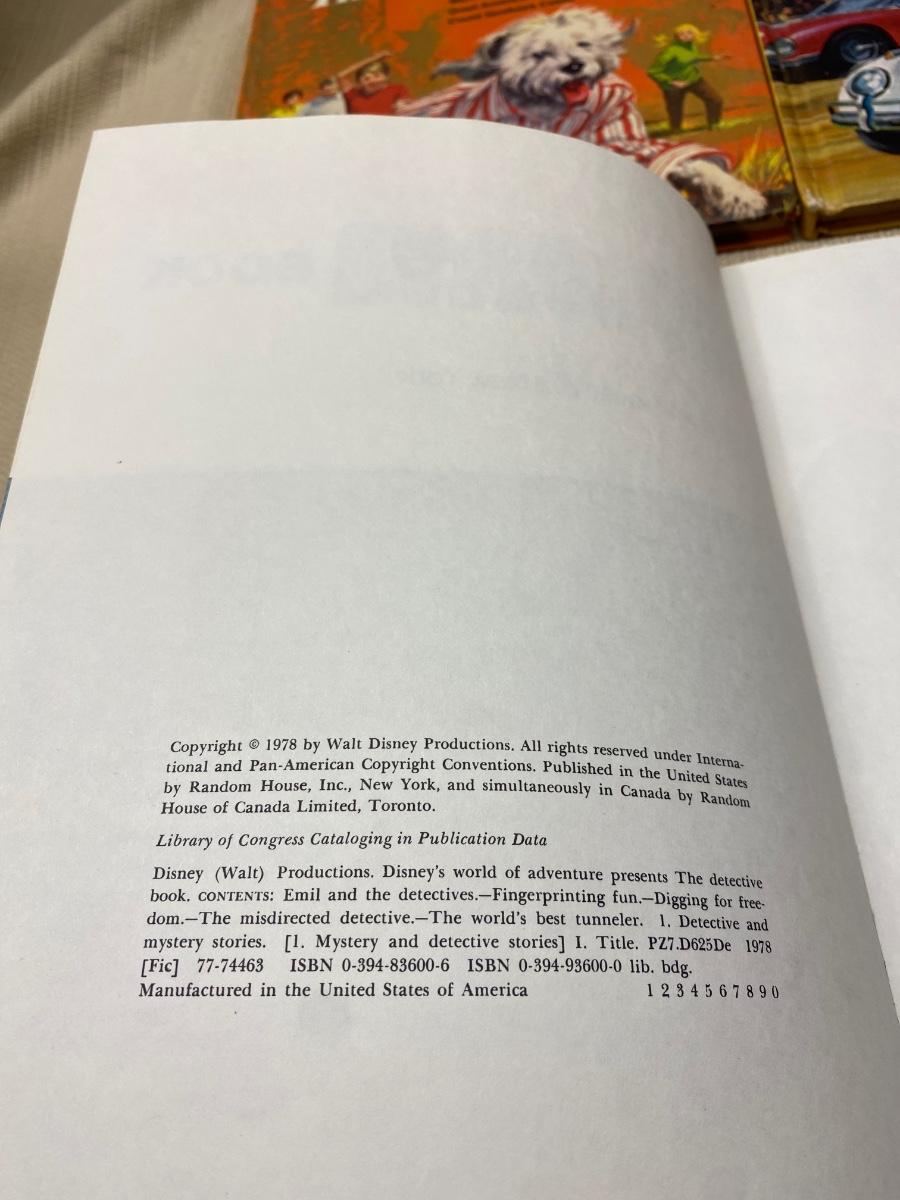 Copyright © 1978 by Walt Disney Productions. All rights reserved under Interna-
tional and Pan-American Copyright Conventions. Published in the United States
by Random House, Inc., New York, and simultaneously in Canada by Random
House of Canada Limited, Toronto.
Library of Congress Cataloging in Publication Data
Disney (Walt) Productions. Disney's world of adventure presents The detective
book. CONTENTS: Emil and the detectives.—Fingerprinting fun.—Digging for free-
dom.—The misdirected detective.—The world's best tunneler. 1. Detective and
mystery stories. [1. Mystery and detective stories] I. Title. PZ7.D625De 1978
[Fic] 77-74463 ISBN 0-394-83600-6 ISBN 0-394-93600-0 lib. bdg.
Manufactured in the United States of America 1 2 3 4 5 6 7 8 9 0